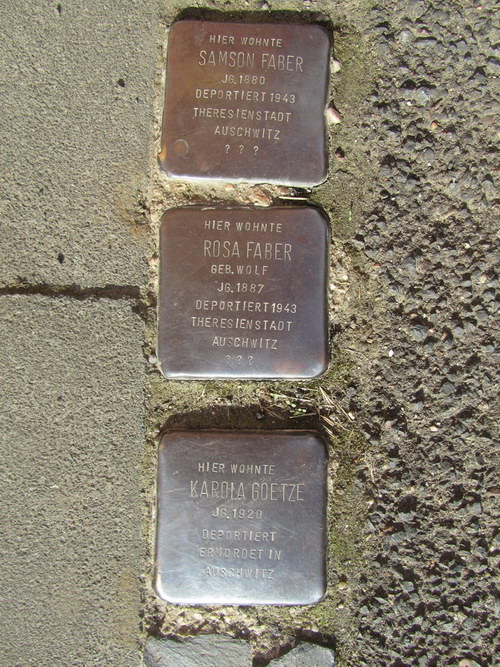 HIER WOHNTE
SAMSON FABER
JG.1880
DEPORTIERT 1943
THERESIENSTADT
AUSCHWITZ
? ? ?
HIER WOHNTE
ROSA FABER
GEB.WOLF
JG.1887
DEPORTIERT 1943
THERESIENSTADT
AUSCHWITZ
? ? ?
HIER WOHNTE
KAROLA GOETZE
JG.1920
DEPORTIERT
ERMORDET IN
AUSCHWITZ